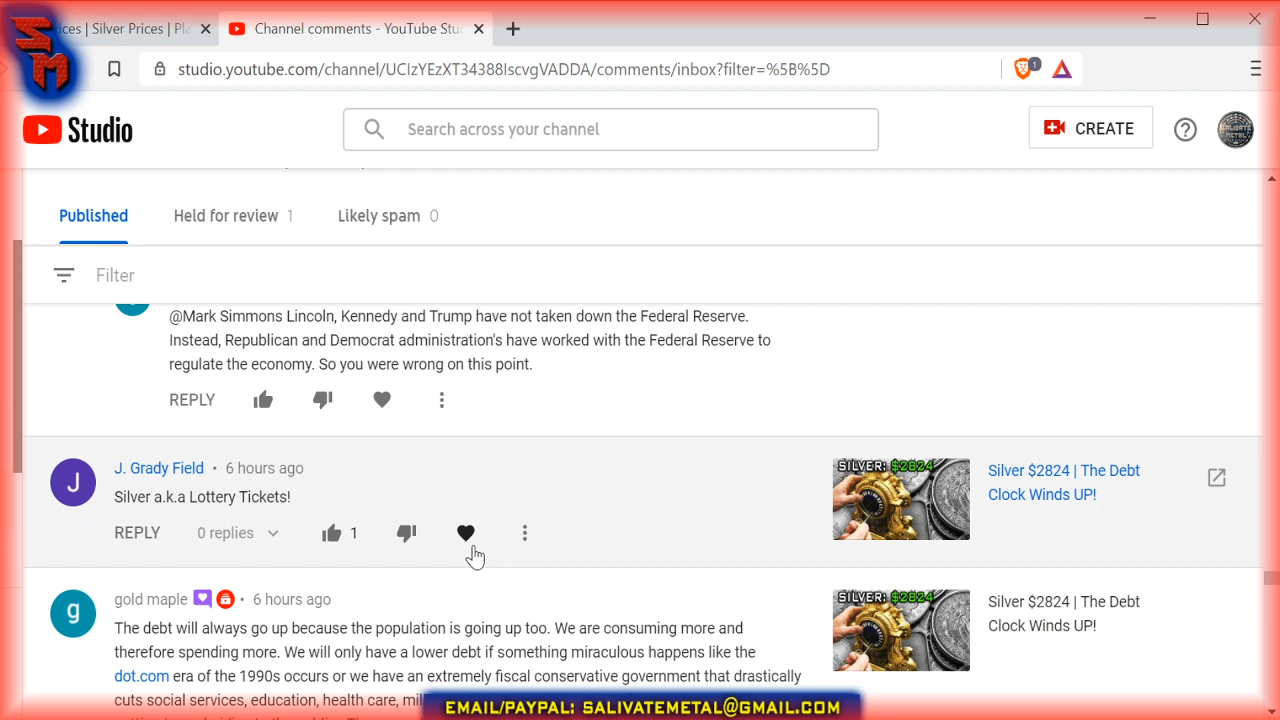 SM
ices | Silver Prices | Pla
Channel comments - YouTube Stu
studio.youtube.com/channel/UCIzYEzXT34388IscvgVADDA/comments/inbox?filter=%5B%5D
1
Studio
Search across your channel
CREATE
Published
Held for review 1
Likely spam 0
Filter
@Mark Simmons Lincoln, Kennedy and Trump have not taken down the Federal Reserve.
Instead, Republican and Democrat administration's have worked with the Federal Reserve to
regulate the economy. So you were wrong on this point.
REPLY
J
J. Grady Field • 6 hours ago
Silver a.k.a Lottery Tickets!
REPLY
0 replies
1
SILVER: $2824
Silver $2824 | The Debt
Clock Winds UP!
g
gold maple • 6 hours ago
The debt will always go up because the population is going up too. We are consuming more and
therefore spending more. We will only have a lower debt if something miraculous happens like the
dot.com era of the 1990s occurs or we have an extremely fiscal conservative government that drastically
cuts social services, education, health care,
SILVER: $2824
Silver $2824 | The Debt
Clock Winds UP!
EMAIL/PAYPAL: SALIVATEMETAL@GMAIL.COM